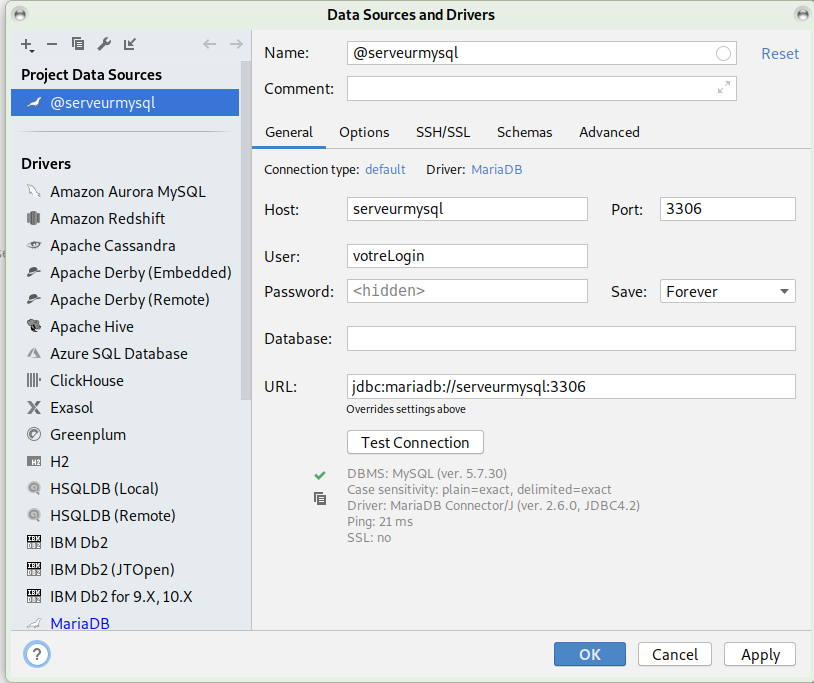 Data Sources and Drivers
Project Data Sources
@serveurmysql
Drivers
Amazon Aurora MySQL
Amazon Redshift
Apache Cassandra
Apache Derby (Embedded)
Apache Derby (Remote)
Apache Hive
Azure SQL Database
ClickHouse
Exasol
Greenplum
H2
HSQLDB (Local)
HSQLDB (Remote)
IBM Db2
IBM Db2 (JTOpen)
IBM Db2 for 9.X, 10.X
MariaDB
Name: @serveurmysql Reset
Comment:
General Options SSH/SSL Schemas Advanced
Connection type: default Driver: MariaDB
Host: serveurmysql Port: 3306
User: votreLogin
Password: <hidden> Save: Forever
Database:
URL: jdbc:mariadb://serveurmysql:3306
Overrides settings above
Test Connection
DBMS: MySQL (ver. 5.7.30)
Case sensitivity: plain=exact, delimited=exact
Driver: MariaDB Connector/J (ver. 2.6.0, JDBC4.2)
Ping: 21 ms
SSL: no
? OK Cancel Apply